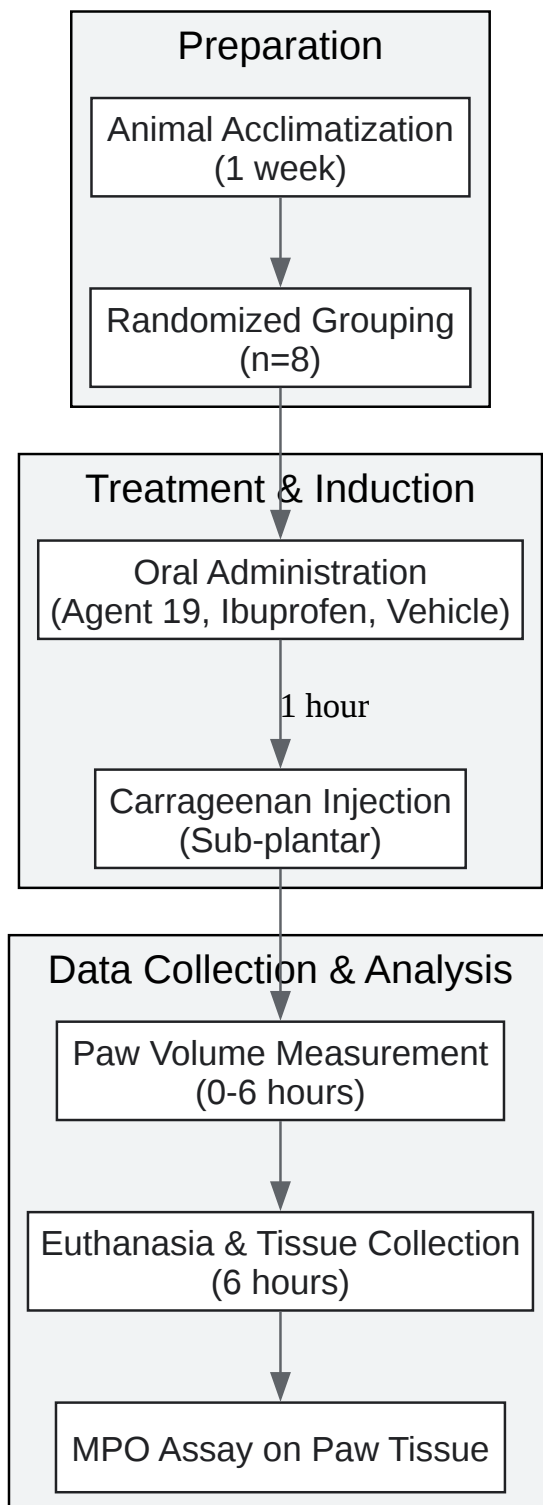 Preparation
Animal Acclimatization
(1 week)
Randomized Grouping
(n=8)
Treatment & Induction
Oral Administration
(Agent 19, Ibuprofen, Vehicle)
1 hour
Carrageenan Injection
(Sub-plantar)
Data Collection & Analysis
Paw Volume Measurement
(0-6 hours)
Euthanasia & Tissue Collection
(6 hours)
MPO Assay on Paw Tissue